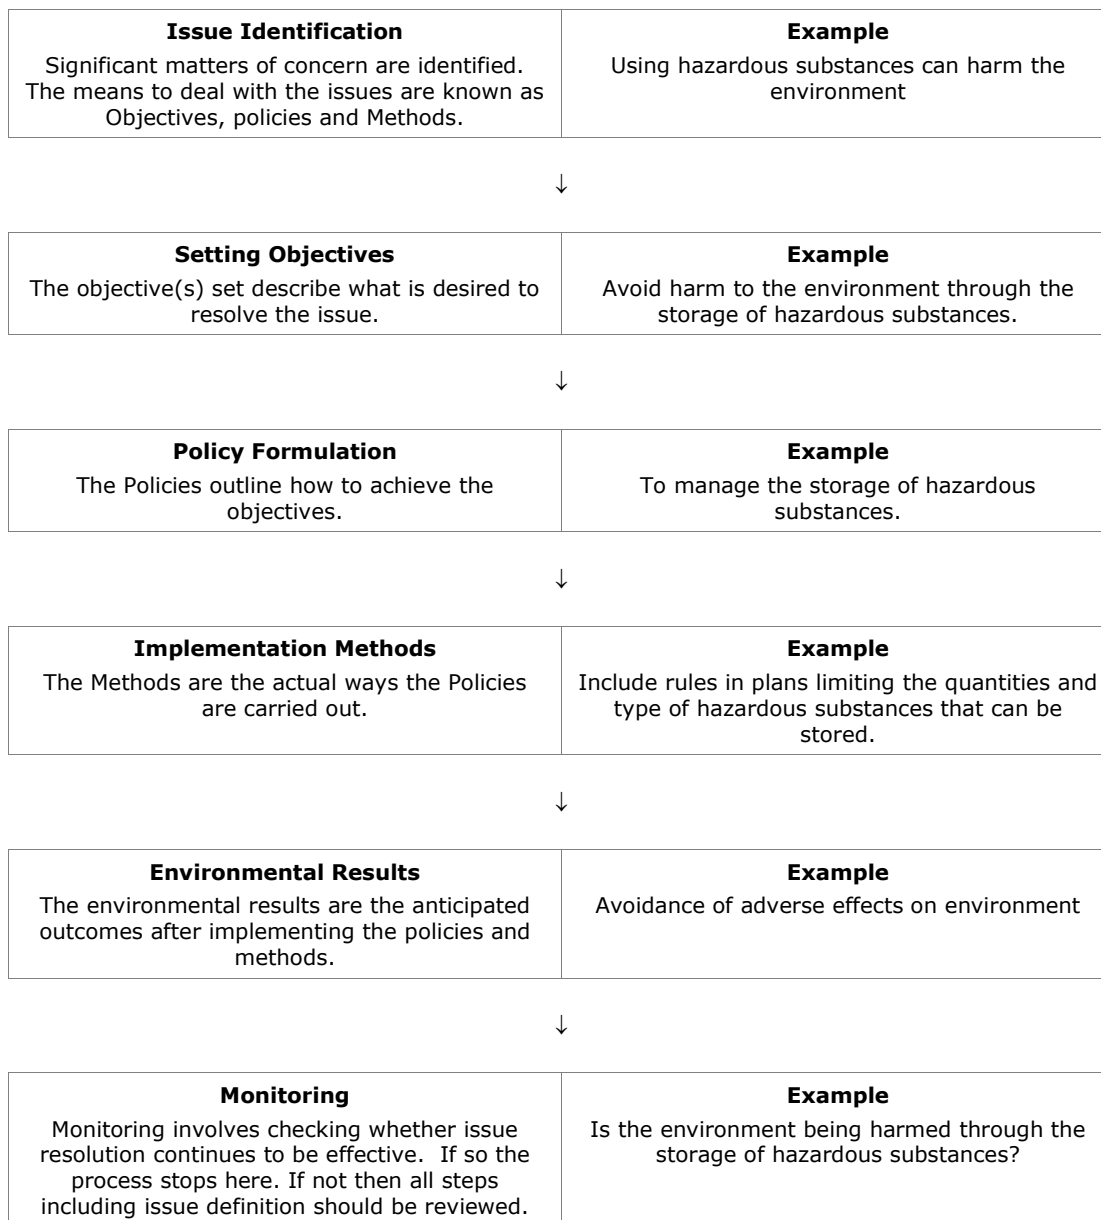 Issue Identification
Significant matters of concern are identified.
The means to deal with the issues are known as
Objectives, policies and Methods.
Example
Using hazardous substances can harm the
environment
↓
Setting Objectives
The objective(s) set describe what is desired to
resolve the issue.
Example
Avoid harm to the environment through the
storage of hazardous substances.
↓
Policy Formulation
The Policies outline how to achieve the
objectives.
Example
To manage the storage of hazardous
substances.
↓
Implementation Methods
The Methods are the actual ways the Policies
are carried out.
Example
Include rules in plans limiting the quantities and
type of hazardous substances that can be
stored.
↓
Environmental Results
The environmental results are the anticipated
outcomes after implementing the policies and
methods.
Example
Avoidance of adverse effects on environment
↓
Monitoring
Monitoring involves checking whether issue
resolution continues to be effective.  If so the
process stops here. If not then all steps
including issue definition should be reviewed.
Example
Is the environment being harmed through the
storage of hazardous substances?